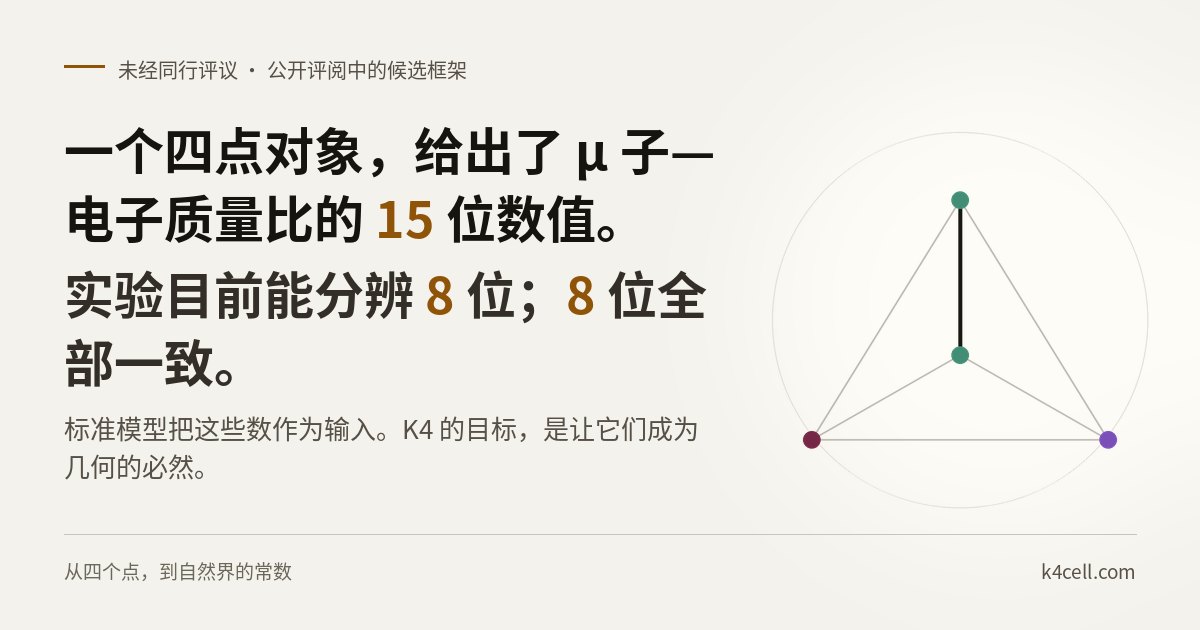 未经同行评议 · 公开评阅中的候选框架
一个四点对象，给出了 μ 子—
电子质量比的 15 位数值。
实验目前能分辨 8 位；8 位全
部一致。
标准模型把这些数作为输入。K4 的目标，是让它们成为
几何的必然。
从四个点，到自然界的常数
k4cell.com